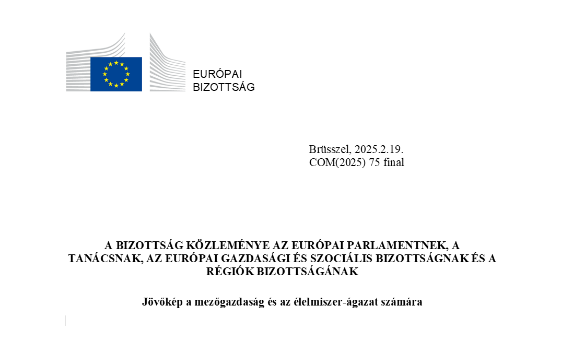 EURÓPAI
BIZOTTSÁG
Brüsszel, 2025.2.19.
COM(2025) 75 final
A BIZOTTSÁG KÖZLEMÉNYE AZ EURÓPAI PARLAMENTNEK, A
TANÁCSNAK, AZ EURÓPAI GAZDASÁGI ÉS SZOCIÁLIS BIZOTTSÁGNAK ÉS A
RÉGIÓK BIZOTTSÁGÁNAK
Jövőkép a mezőgazdaság és az élelmiszer-ágazat számára